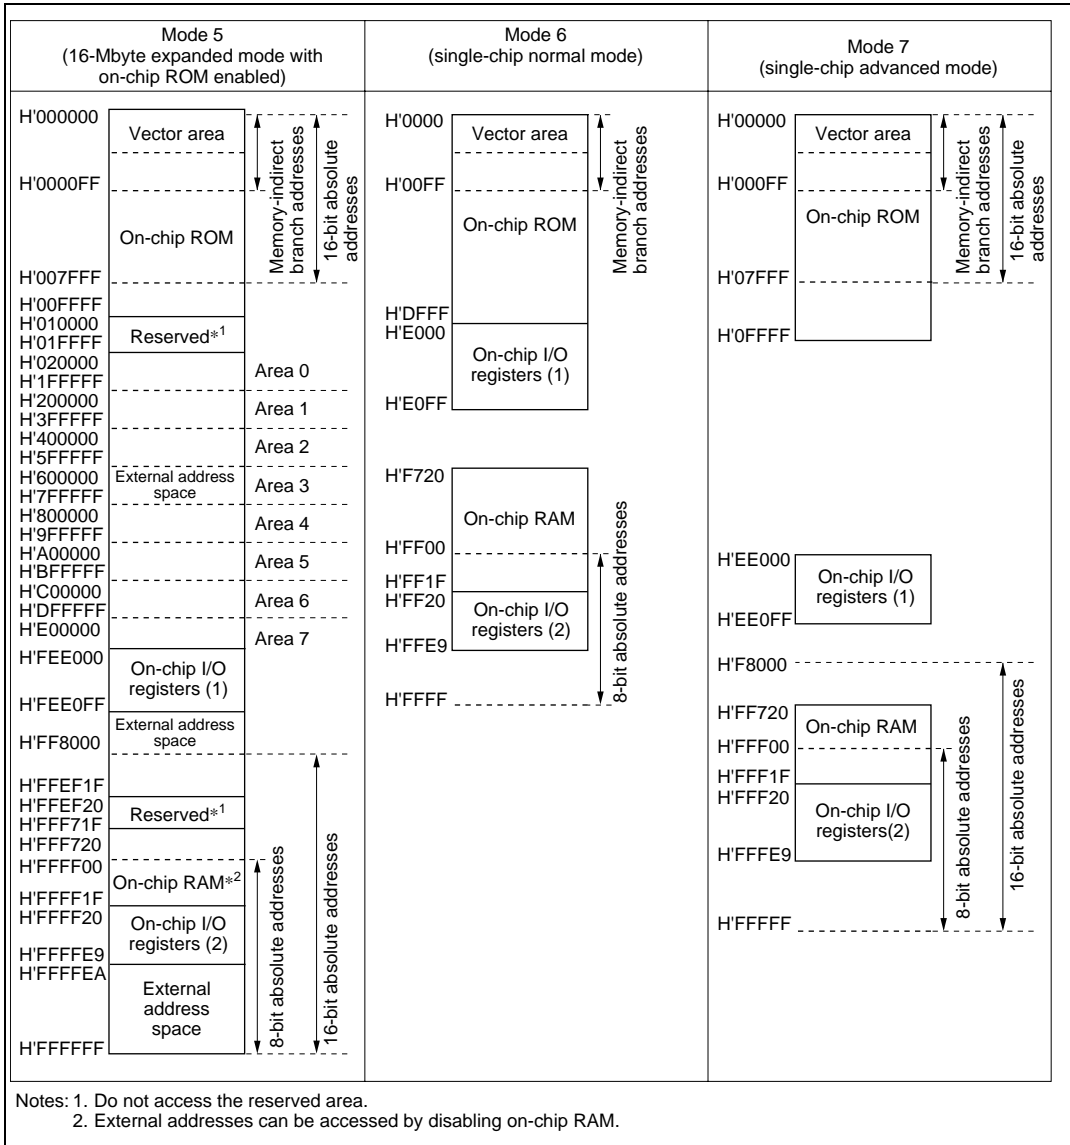 Mode 5
(16-Mbyte expanded mode with
on-chip ROM enabled)
H'000000
Vector area
H'0000FF
On-chip ROM
H'007FFF
H'00FFFF
H'010000
Reserved*1
H'01FFFF
H'020000
Area 0
H'1FFFFF
H'200000
Area 1
H'3FFFFF
H'400000
Area 2
H'5FFFFF
H'600000
External address
space
Area 3
H'7FFFFF
H'800000
Area 4
H'9FFFFF
H'A00000
Area 5
H'BFFFFF
H'C00000
Area 6
H'DFFFFF
H'E00000
Area 7
H'FEE000
On-chip I/O
registers (1)
H'FEE0FF
External address
space
H'FF8000
H'FFEF1F
H'FFEF20
Reserved*1
H'FFF71F
H'FFF720
H'FFFF00
On-chip RAM*2
H'FFFF1F
H'FFFF20
On-chip I/O
registers (2)
H'FFFFE9
H'FFFFEA
External
address
space
H'FFFFFF
Memory-indirect
branch addresses
16-bit absolute
addresses
8-bit absolute addresses
16-bit absolute addresses
Mode 6
(single-chip normal mode)
H'0000
Vector area
H'00FF
On-chip ROM
H'DFFF
H'E000
On-chip I/O
registers (1)
H'E0FF
H'F720
On-chip RAM
H'FF00
H'FF1F
H'FF20
On-chip I/O
registers (2)
H'FFE9
H'FFFF
Memory-indirect
branch addresses
8-bit absolute addresses
Mode 7
(single-chip advanced mode)
H'00000
Vector area
H'000FF
On-chip ROM
H'07FFF
H'0FFFF
H'EE000
On-chip I/O
registers (1)
H'EE0FF
H'F8000
H'FF720
On-chip RAM
H'FFF00
H'FFF1F
H'FFF20
On-chip I/O
registers(2)
H'FFFE9
H'FFFFF
Memory-indirect
branch addresses
16-bit absolute
addresses
8-bit absolute addresses
16-bit absolute addresses
Notes: 1. Do not access the reserved area.
2. External addresses can be accessed by disabling on-chip RAM.